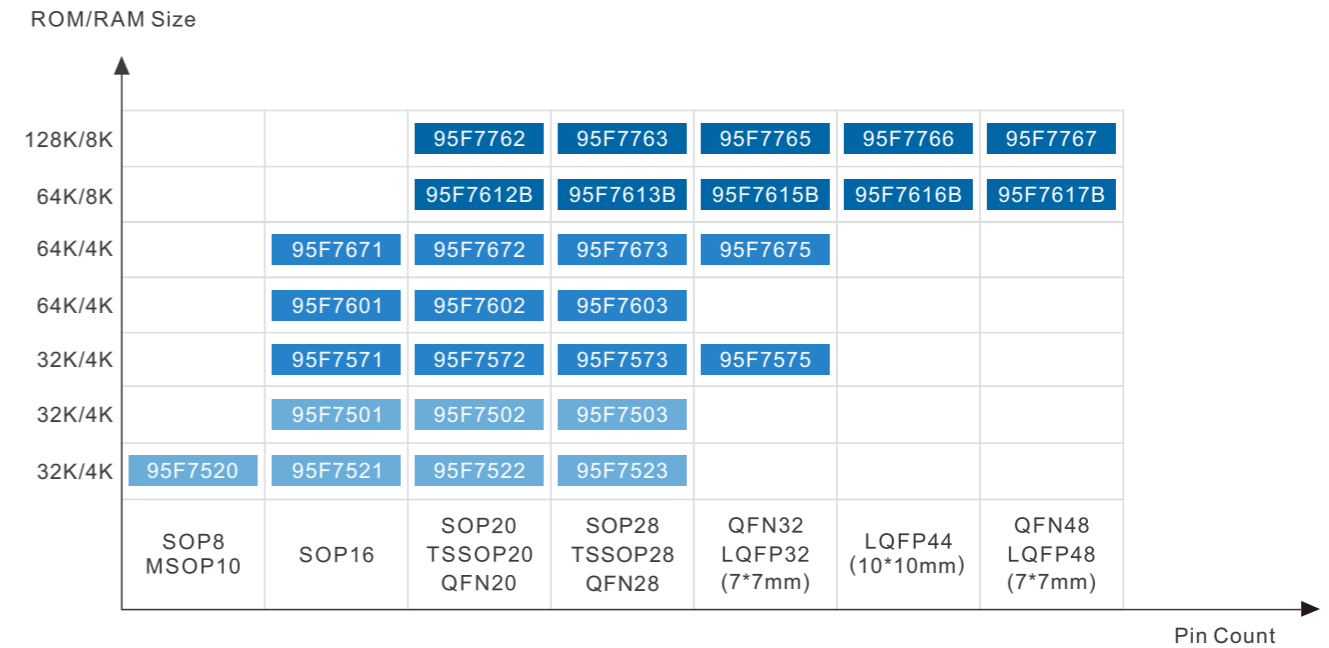 ROM/RAM Size
128K/8K 95F7762 95F7763 95F7765 95F7766 95F7767
64K/8K 95F7612B 95F7613B 95F7615B 95F7616B 95F7617B
64K/4K 95F7671 95F7672 95F7673 95F7675
64K/4K 95F7601 95F7602 95F7603
32K/4K 95F7571 95F7572 95F7573 95F7575
32K/4K 95F7501 95F7502 95F7503
32K/4K 95F7520 95F7521 95F7522 95F7523
SOP8
MSOP10
SOP16
SOP20
TSSOP20
QFN20
SOP28
TSSOP28
QFN28
QFN32
LQFP32
(7*7mm)
LQFP44
(10*10mm)
QFN48
LQFP48
(7*7mm)
Pin Count